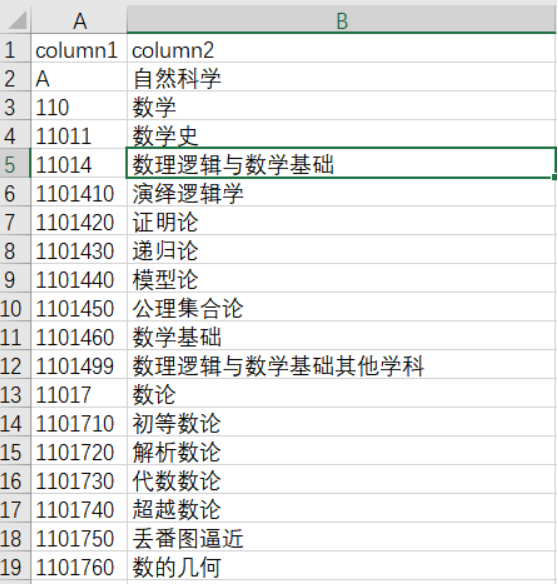 A B
1 column1 column2
2 A 自然科学
3 110 数学
4 11011 数学史
5 11014 数理逻辑与数学基础
6 1101410 演绎逻辑学
7 1101420 证明论
8 1101430 递归论
9 1101440 模型论
10 1101450 公理集合论
11 1101460 数学基础
12 1101499 数理逻辑与数学基础其他学科
13 11017 数论
14 1101710 初等数论
15 1101720 解析数论
16 1101730 代数数论
17 1101740 超越数论
18 1101750 丢番图逼近
19 1101760 数的几何